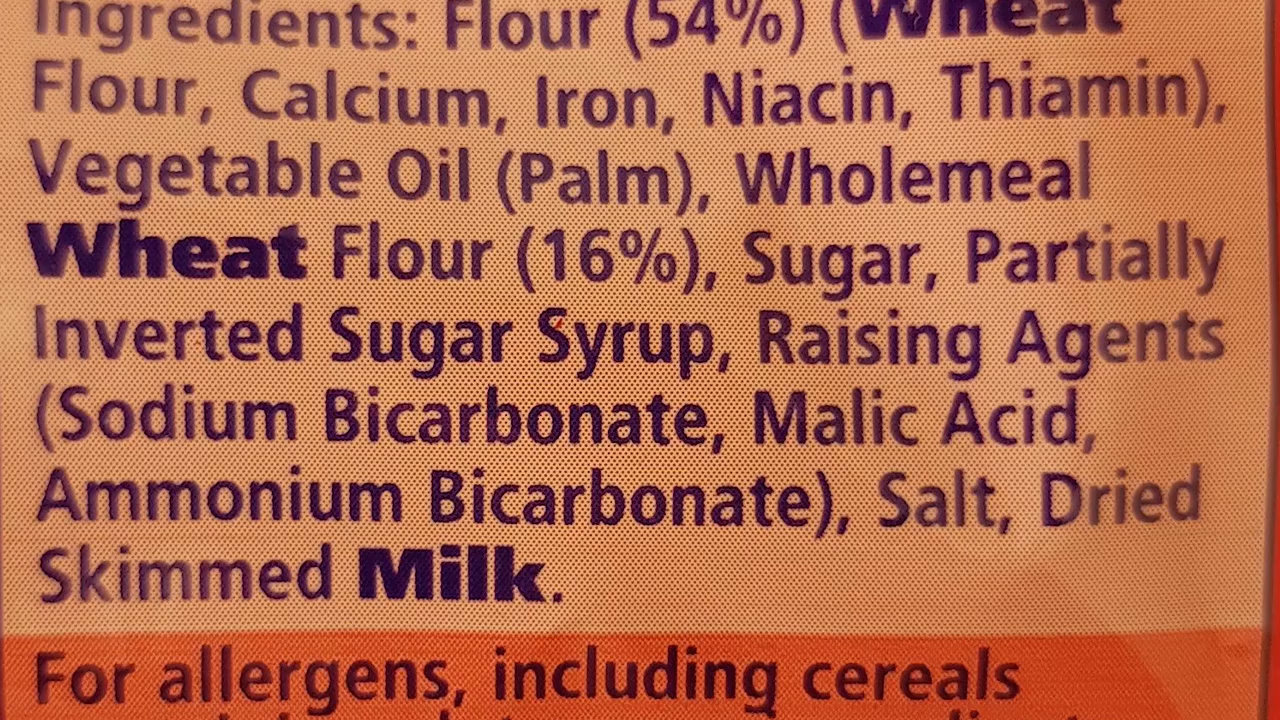 Ingredients: Flour (54%) (Wheat
Flour, Calcium, Iron, Niacin, Thiamin),
Vegetable Oil (Palm), Wholemeal
Wheat Flour (16%), Sugar, Partially
Inverted Sugar Syrup, Raising Agents
(Sodium Bicarbonate, Malic Acid,
Ammonium Bicarbonate), Salt, Dried
Skimmed Milk.
For allergens, including cereals